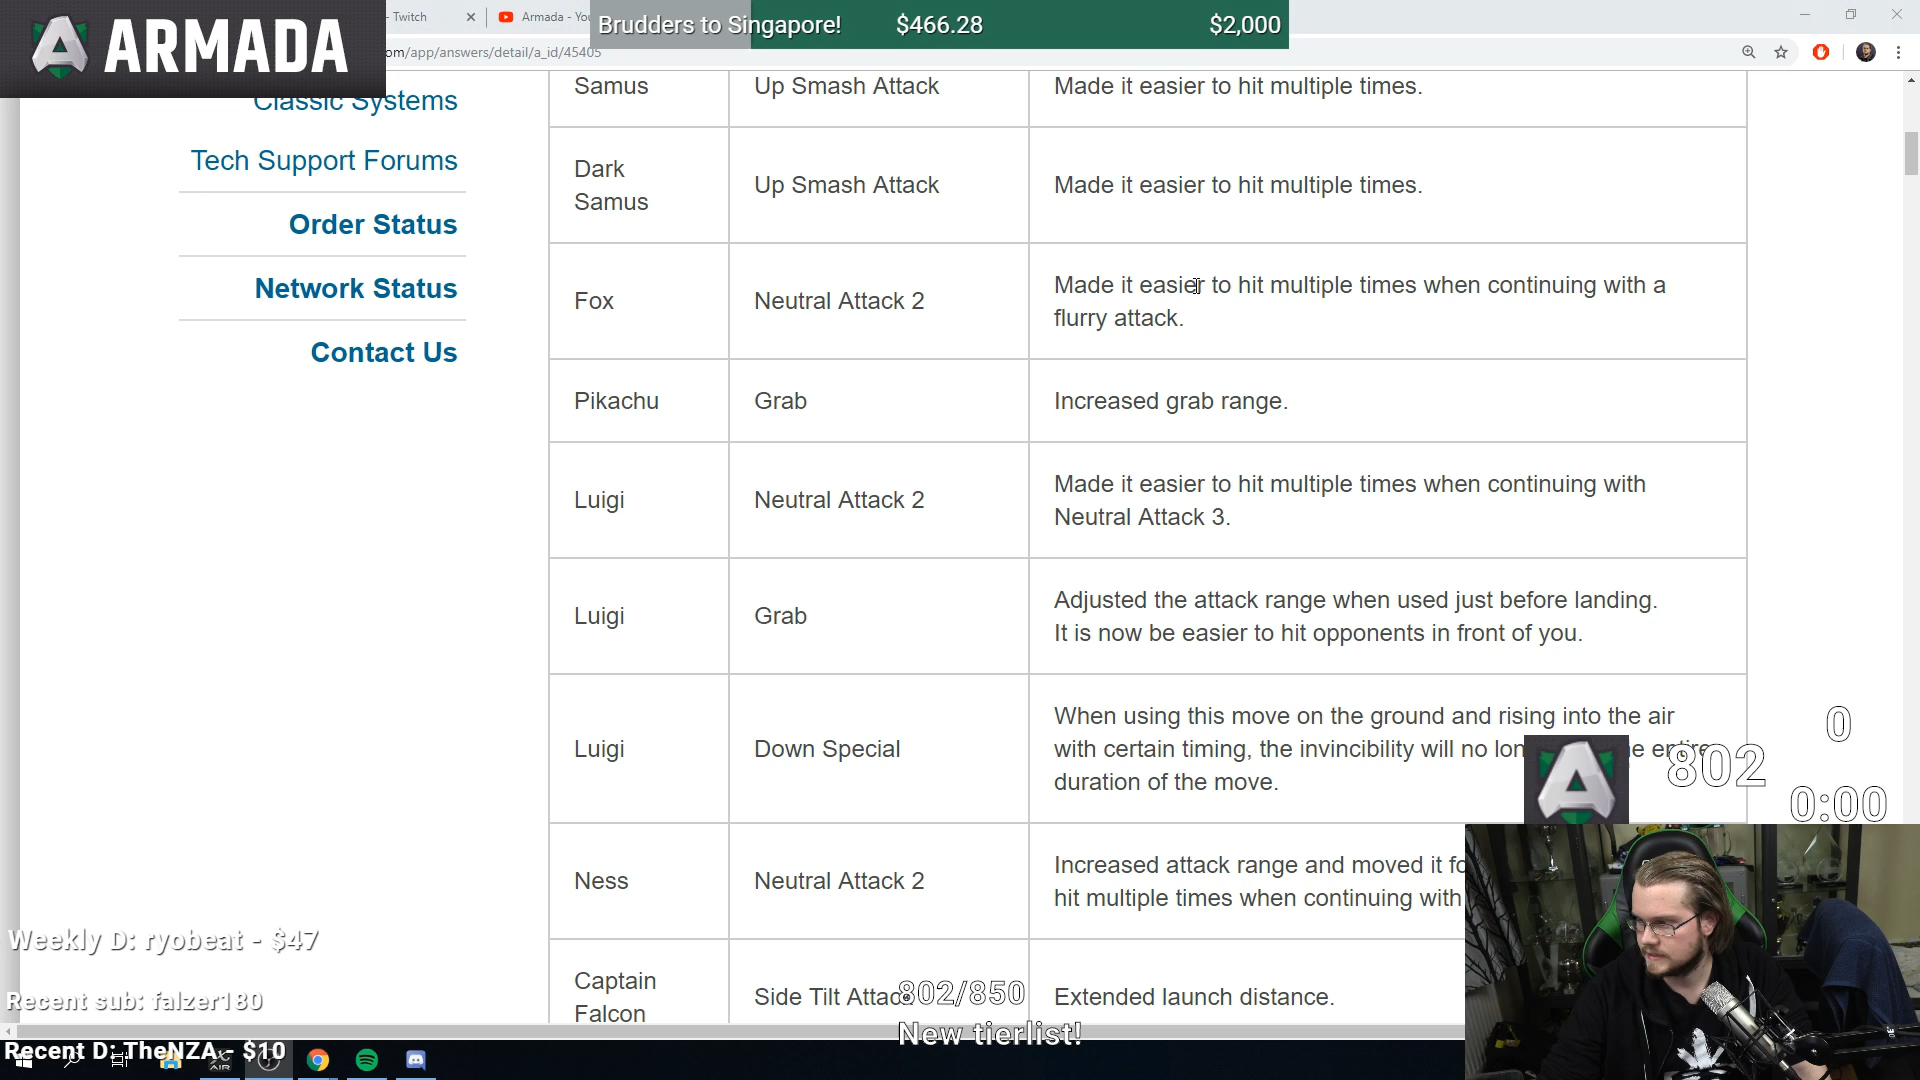 ARMADA
- Twitch
Armada - You
Brudders to Singapore! $466.28 $2,000
om/app/answers/detail/a_id/45405
Classic Systems
Tech Support Forums
Order Status
Network Status
Contact Us
Samus Up Smash Attack Made it easier to hit multiple times.
Dark
Samus
Up Smash Attack
Made it easier to hit multiple times.
Fox
Neutral Attack 2
Made it easier to hit multiple times when continuing with a
flurry attack.
Pikachu Grab Increased grab range.
Luigi
Neutral Attack 2
Made it easier to hit multiple times when continuing with
Neutral Attack 3.
Luigi
Grab
Adjusted the attack range when used just before landing.
It is now be easier to hit opponents in front of you.
Luigi
Down Special
When using this move on the ground and rising into the air
with certain timing, the invincibility will no lon e entire
duration of the move.
Ness
Neutral Attack 2
Increased attack range and moved it fo
hit multiple times when continuing with
Captain
Falcon
Side Tilt Attack
Extended launch distance.
0
802
0:00
Weekly D: ryobeat - $47
Recent sub: falzer180
Recent D: TheNZA - $10
802/850
New tierlist!